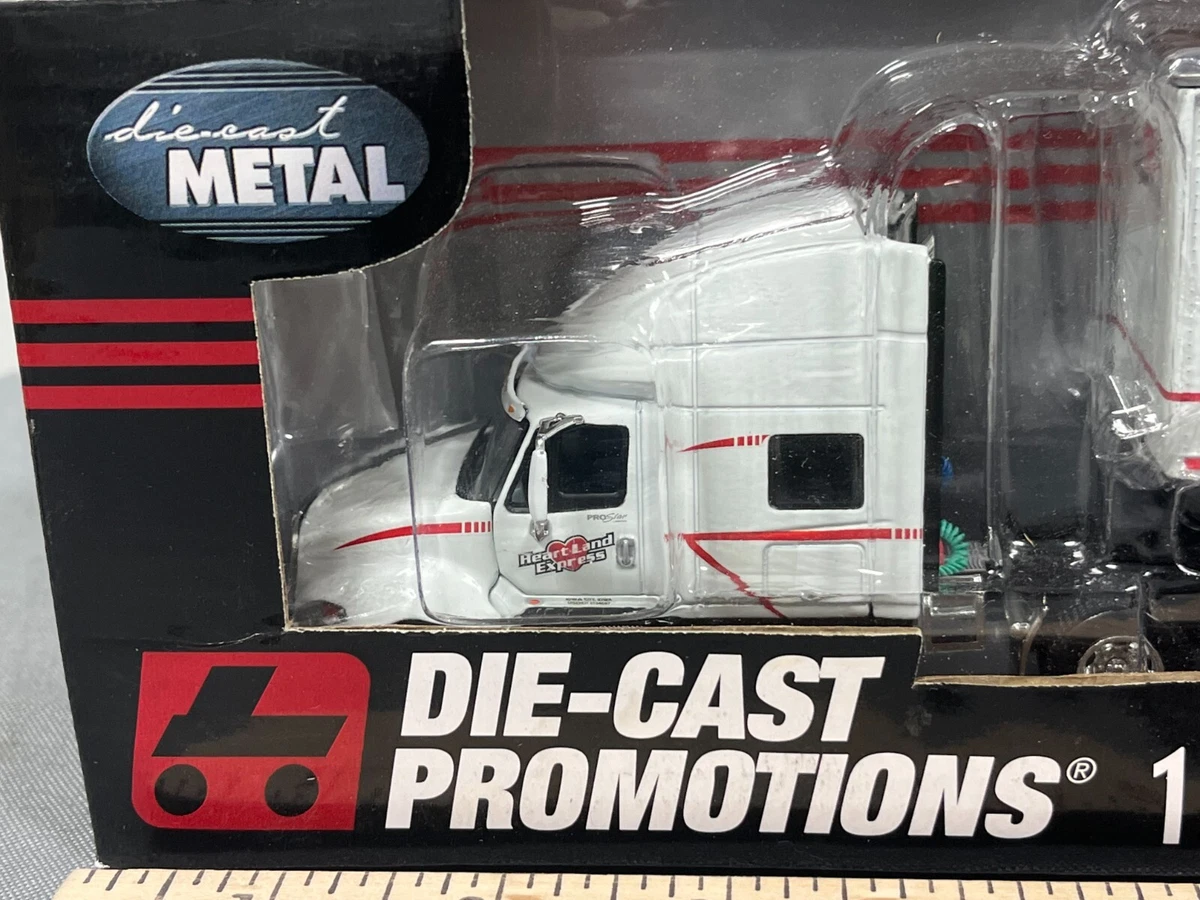 die-cast
METAL
PROStar
Heartland
Express
DIE-CAST
PROMOTIONS® 1